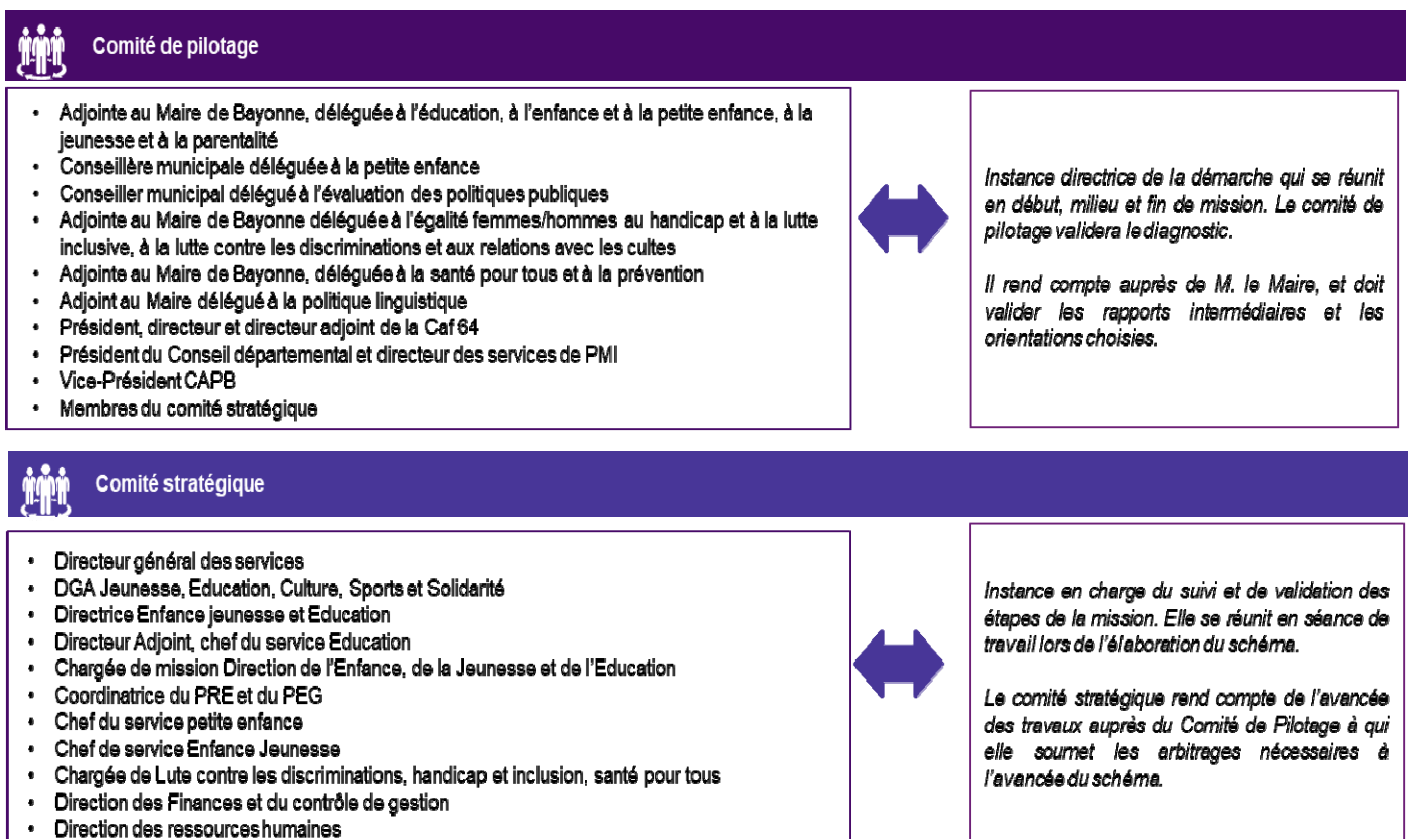 Comité de pilotage
• Adjointe au Maire de Bayonne, déléguée à l'éducation, à l'enfance et à la petite enfance, à la
jeunesse et à la parentalité
• Conseillère municipale déléguée à la petite enfance
• Conseiller municipal délégué à l'évaluation des politiques publiques
• Adjointe au Maire de Bayonne déléguée à l'égalité femmes/hommes au handicap et à la lutte
inclusive, à la lutte contre les discriminations et aux relations avec les cultes
• Adjointe au Maire de Bayonne, déléguée à la santé pour tous et à la prévention
• Adjoint au Maire délégué à la politique linguistique
• Président, directeur et directeur adjoint de la Caf 64
• Président du Conseil départemental et directeur des services de PMI
• Vice-Président CAPB
• Membres du comité stratégique
Instance directrice de la démarche qui se réunit
en début, milieu et fin de mission. Le comité de
pilotage validera le diagnostic.
Il rend compte auprès de M. le Maire, et doit
valider les rapports intermédiaires et les
orientations choisies.
Comité stratégique
• Directeur général des services
• DGA Jeunesse, Education, Culture, Sports et Solidarité
• Directrice Enfance jeunesse et Education
• Directeur Adjoint, chef du service Education
• Chargée de mission Direction de l'Enfance, de la Jeunesse et de l'Education
• Coordinatrice du PRE et du PEG
• Chef du service petite enfance
• Chef de service Enfance Jeunesse
• Chargée de Lute contre les discriminations, handicap et inclusion, santé pour tous
• Direction des Finances et du contrôle de gestion
• Direction des ressources humaines
Instance en charge du suivi et de validation des
étapes de la mission. Elle se réunit en séance de
travail lors de l'élaboration du schéma.
Le comité stratégique rend compte de l'avancée
des travaux auprès du Comité de Pilotage à qui
elle soumet les arbitrages nécessaires à
l'avancée du schéma.